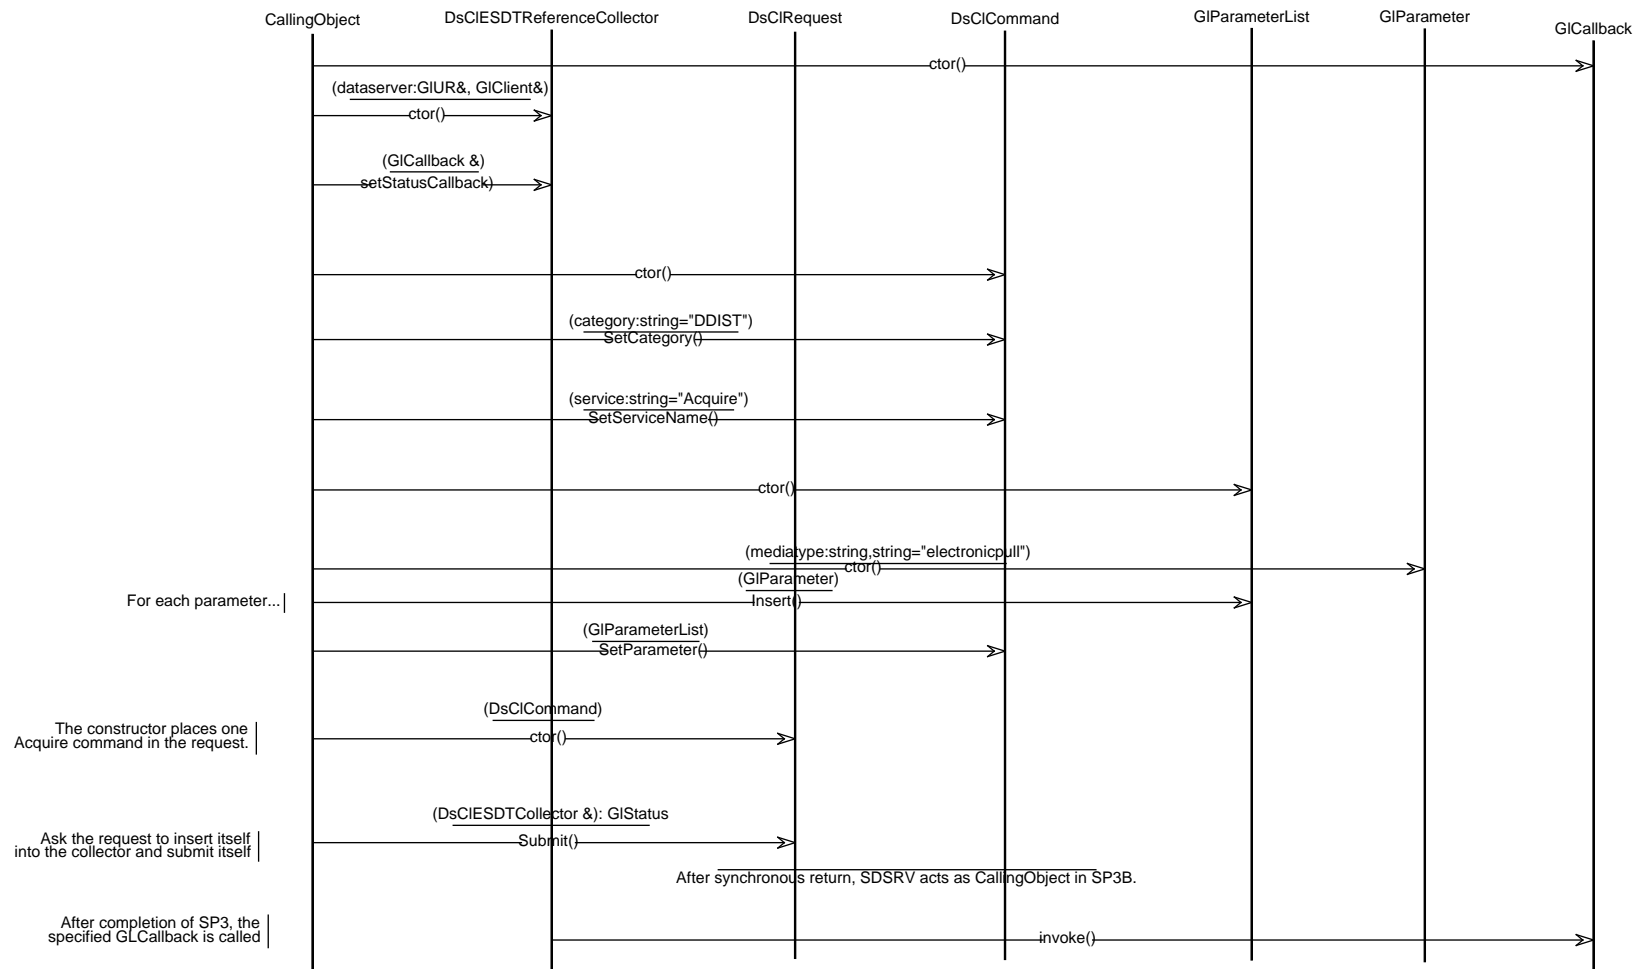 CallingObject
DsClESDTReferenceCollector
DsClRequest
DsClCommand
GlParameterList
GlParameter
GlCallback
ctor()
(dataserver:GlUR&, GlClient&)
ctor()
(GlCallback &)
setStatusCallback)
ctor()
(category:string="DDIST")
SetCategory()
(service:string="Acquire")
SetServiceName()
ctor()
(mediatype:string,string="electronicpull")
ctor()
(GlParameter)
For each parameter...
Insert()
(GlParameterList)
SetParameter()
(DsClCommand)
The constructor places one
Acquire command in the request.
ctor()
(DsClESDTCollector &): GlStatus
Ask the request to insert itself
into the collector and submit itself
Submit()
After synchronous return, SDSRV acts as CallingObject in SP3B.
After completion of SP3, the
specified GLCallback is called
invoke()